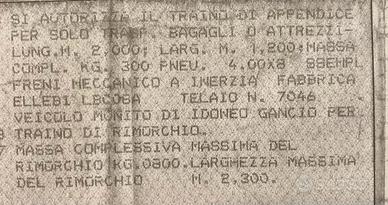 SI AUTORIZZA IL TRAINO DI APPENDICE
PER SOLO TRASP. BAGAGLI O ATTREZZI-
LUNG.M. 2,000; LARG. M. 1,200;MASSA
COMPL. KG. 300 PNEU. 4.00X8 SSEMPL
FRENI MECCANICO A INERZIA FABBRICA
ELLEBI TELAIO N. 7046
VEICOLO MUNITO DI IDONEO GANCIO PER
TRAINO DI RIMORCHIO.
MASSA COMPLESSIVA MASSIMA DEL
RIMORCHIO KG.0800.LARGHEZZA MASSIMA
DEL RIMORCHIO M. 2,300.